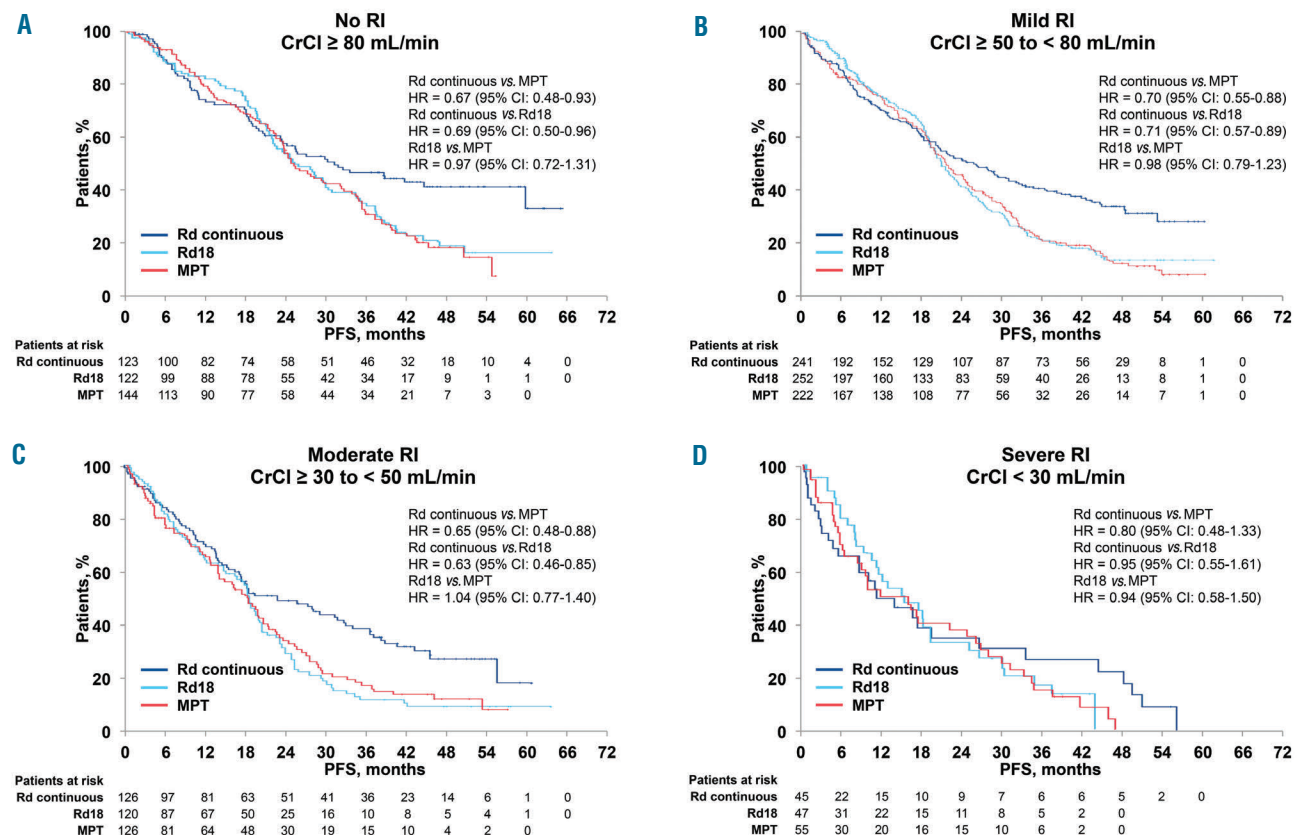 A
No RI
CrCl ≥ 80 mL/min
100
80
60
40
20
0
Patients, %
Rd continuous vs. MPT
HR = 0.67 (95% CI: 0.48-0.93)
Rd continuous vs.Rd18
HR = 0.69 (95% CI: 0.50-0.96)
Rd18 vs. MPT
HR = 0.97 (95% CI: 0.72-1.31)
Rd continuous
Rd18
MPT
0 6 12 18 24 30 36 42 48 54 60 66 72
PFS, months
Patients at risk
Rd continuous 123 100 82 74 58 51 46 32 18 10 4 0
Rd18 122 99 88 78 55 42 34 17 9 1 1 0
MPT 144 113 90 77 58 44 34 21 7 3 0
B
Mild RI
CrCl ≥ 50 to < 80 mL/min
100
80
60
40
20
0
Patients, %
Rd continuous vs. MPT
HR = 0.70 (95% CI: 0.55-0.88)
Rd continuous vs.Rd18
HR = 0.71 (95% CI: 0.57-0.89)
Rd18 vs. MPT
HR = 0.98 (95% CI: 0.79-1.23)
Rd continuous
Rd18
MPT
0 6 12 18 24 30 36 42 48 54 60 66 72
PFS, months
Patients at risk
Rd continuous 241 192 152 129 107 87 73 56 29 8 1 0
Rd18 252 197 160 133 83 59 40 26 13 8 1 0
MPT 222 167 138 108 77 56 32 26 14 7 1 0
C
Moderate RI
CrCl ≥ 30 to < 50 mL/min
100
80
60
40
20
0
Patients, %
Rd continuous vs. MPT
HR = 0.65 (95% CI: 0.48-0.88)
Rd continuous vs.Rd18
HR = 0.63 (95% CI: 0.46-0.85)
Rd18 vs. MPT
HR = 1.04 (95% CI: 0.77-1.40)
Rd continuous
Rd18
MPT
0 6 12 18 24 30 36 42 48 54 60 66 72
PFS, months
Patients at risk
Rd continuous 126 97 81 63 51 41 36 23 14 6 1 0
Rd18 120 87 67 50 25 16 10 8 5 4 1 0
MPT 126 81 64 48 30 19 15 10 4 2 0
D
Severe RI
CrCl < 30 mL/min
100
80
60
40
20
0
Patients, %
Rd continuous vs. MPT
HR = 0.80 (95% CI: 0.48-1.33)
Rd continuous vs.Rd18
HR = 0.95 (95% CI: 0.55-1.61)
Rd18 vs. MPT
HR = 0.94 (95% CI: 0.58-1.50)
Rd continuous
Rd18
MPT
0 6 12 18 24 30 36 42 48 54 60 66 72
PFS, months
Patients at risk
Rd continuous 45 22 15 10 9 7 6 6 5 2 0
Rd18 47 31 22 15 11 8 5 2 0
MPT 55 30 20 16 15 10 6 2 0